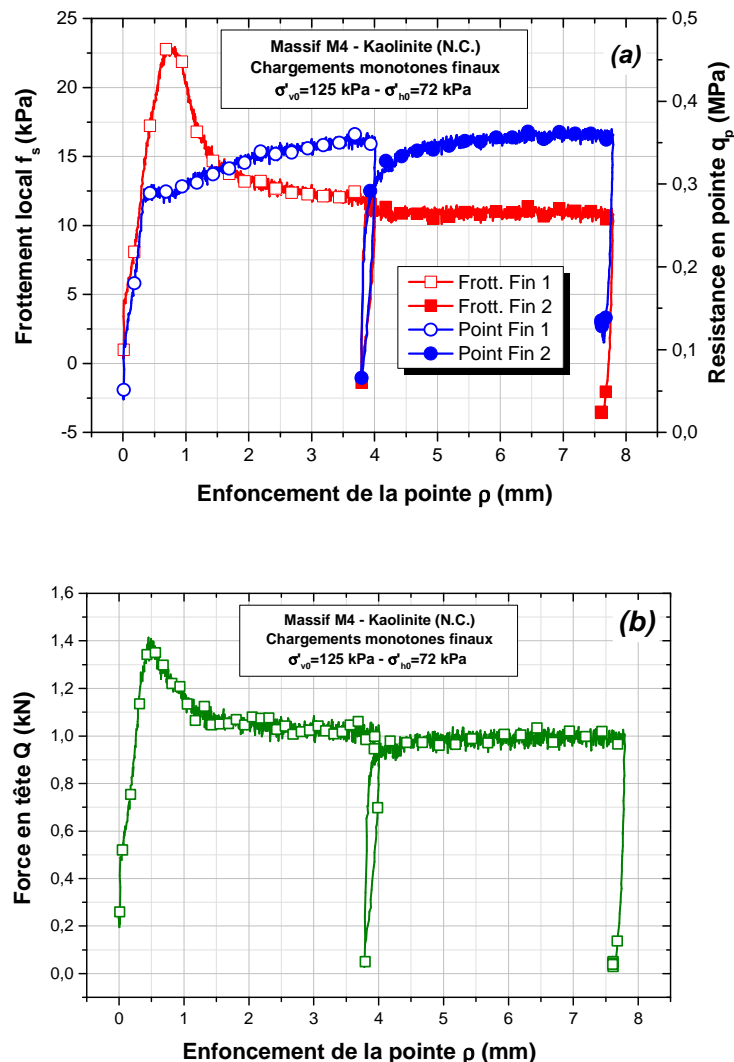 (a)
Massif M4 - Kaolinite (N.C.)
Chargements monotones finaux
σ'v0=125 kPa - σ'h0=72 kPa
Frottement local fs (kPa)
25
20
15
10
5
0
-5
Resistance en pointe qp (MPa)
0,5
0,4
0,3
0,2
0,1
0,0
Frott. Fin 1
Frott. Fin 2
Point Fin 1
Point Fin 2
0 1 2 3 4 5 6 7 8
Enfoncement de la pointe ρ (mm)
(b)
Massif M4 - Kaolinite (N.C.)
Chargements monotones finaux
σ'v0=125 kPa - σ'h0=72 kPa
Force en tête Q (kN)
1,6
1,4
1,2
1,0
0,8
0,6
0,4
0,2
0,0
0 1 2 3 4 5 6 7 8
Enfoncement de la pointe ρ (mm)